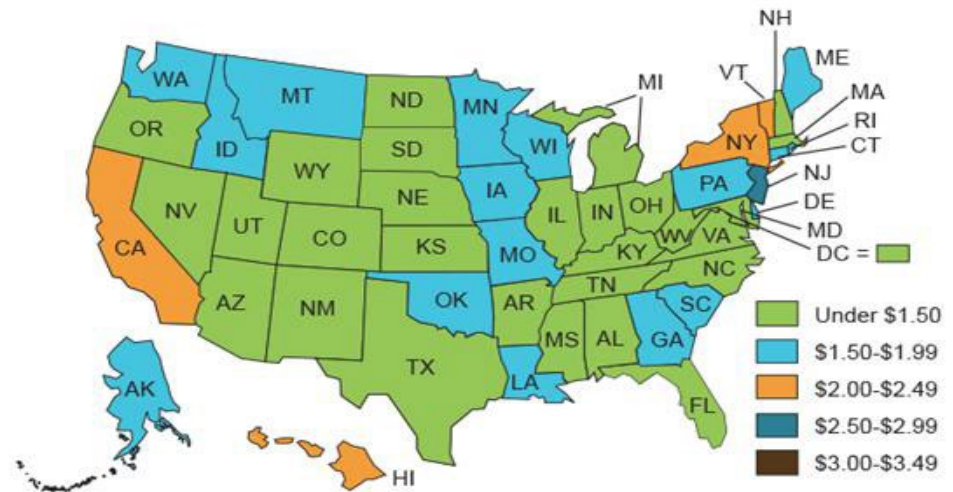 NH
ME
VT
MI
MA
RI
CT
NJ
DE
MD
DC =
WA
MT
ND
MN
OR
ID
SD
WI
NY
WY
IA
PA
NE
NV
UT
CO
IL
IN
OH
CA
KS
MO
KY
WV
VA
NC
TN
AZ
NM
OK
AR
SC
MS
AL
GA
TX
LA
AK
FL
HI
Under $1.50
$1.50-$1.99
$2.00-$2.49
$2.50-$2.99
$3.00-$3.49